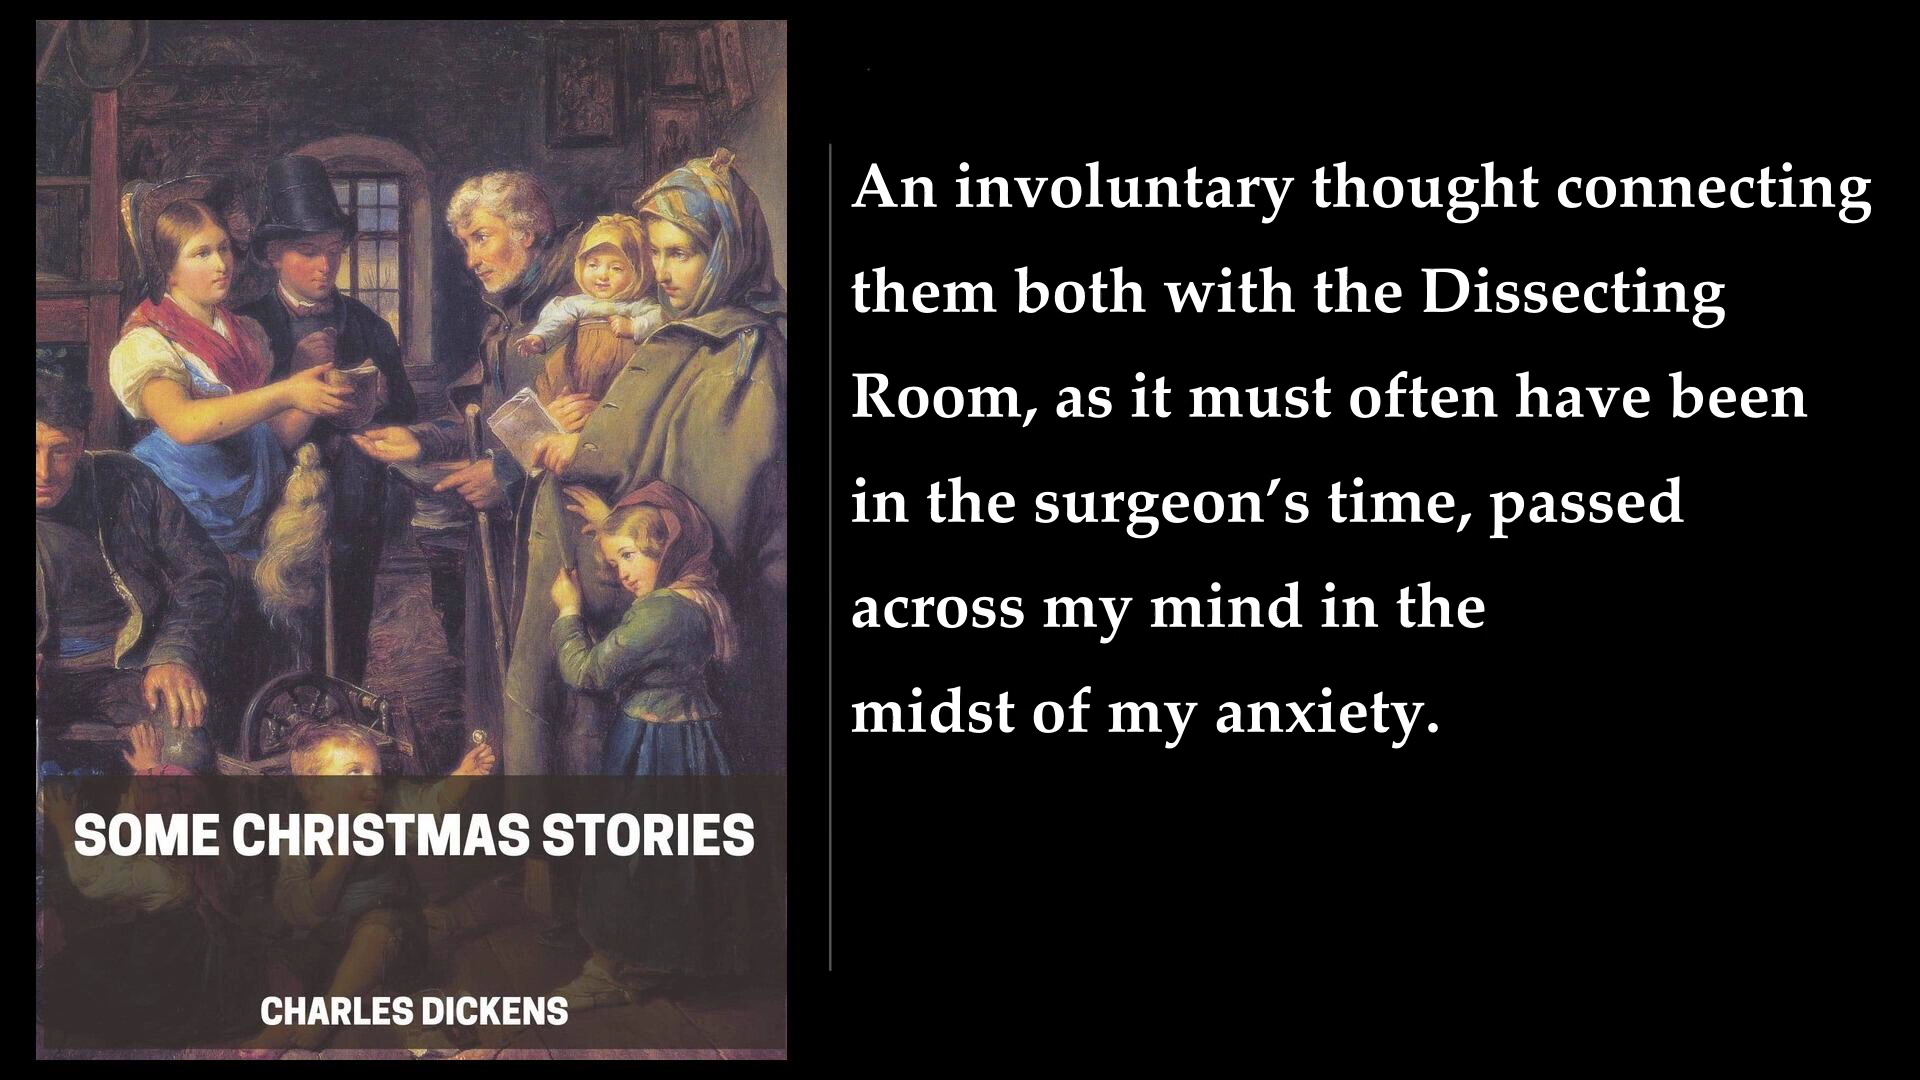 SOME CHRISTMAS STORIES
CHARLES DICKENS
An involuntary thought connecting
them both with the Dissecting
Room, as it must often have been
in the surgeon’s time, passed
across my mind in the
midst of my anxiety.